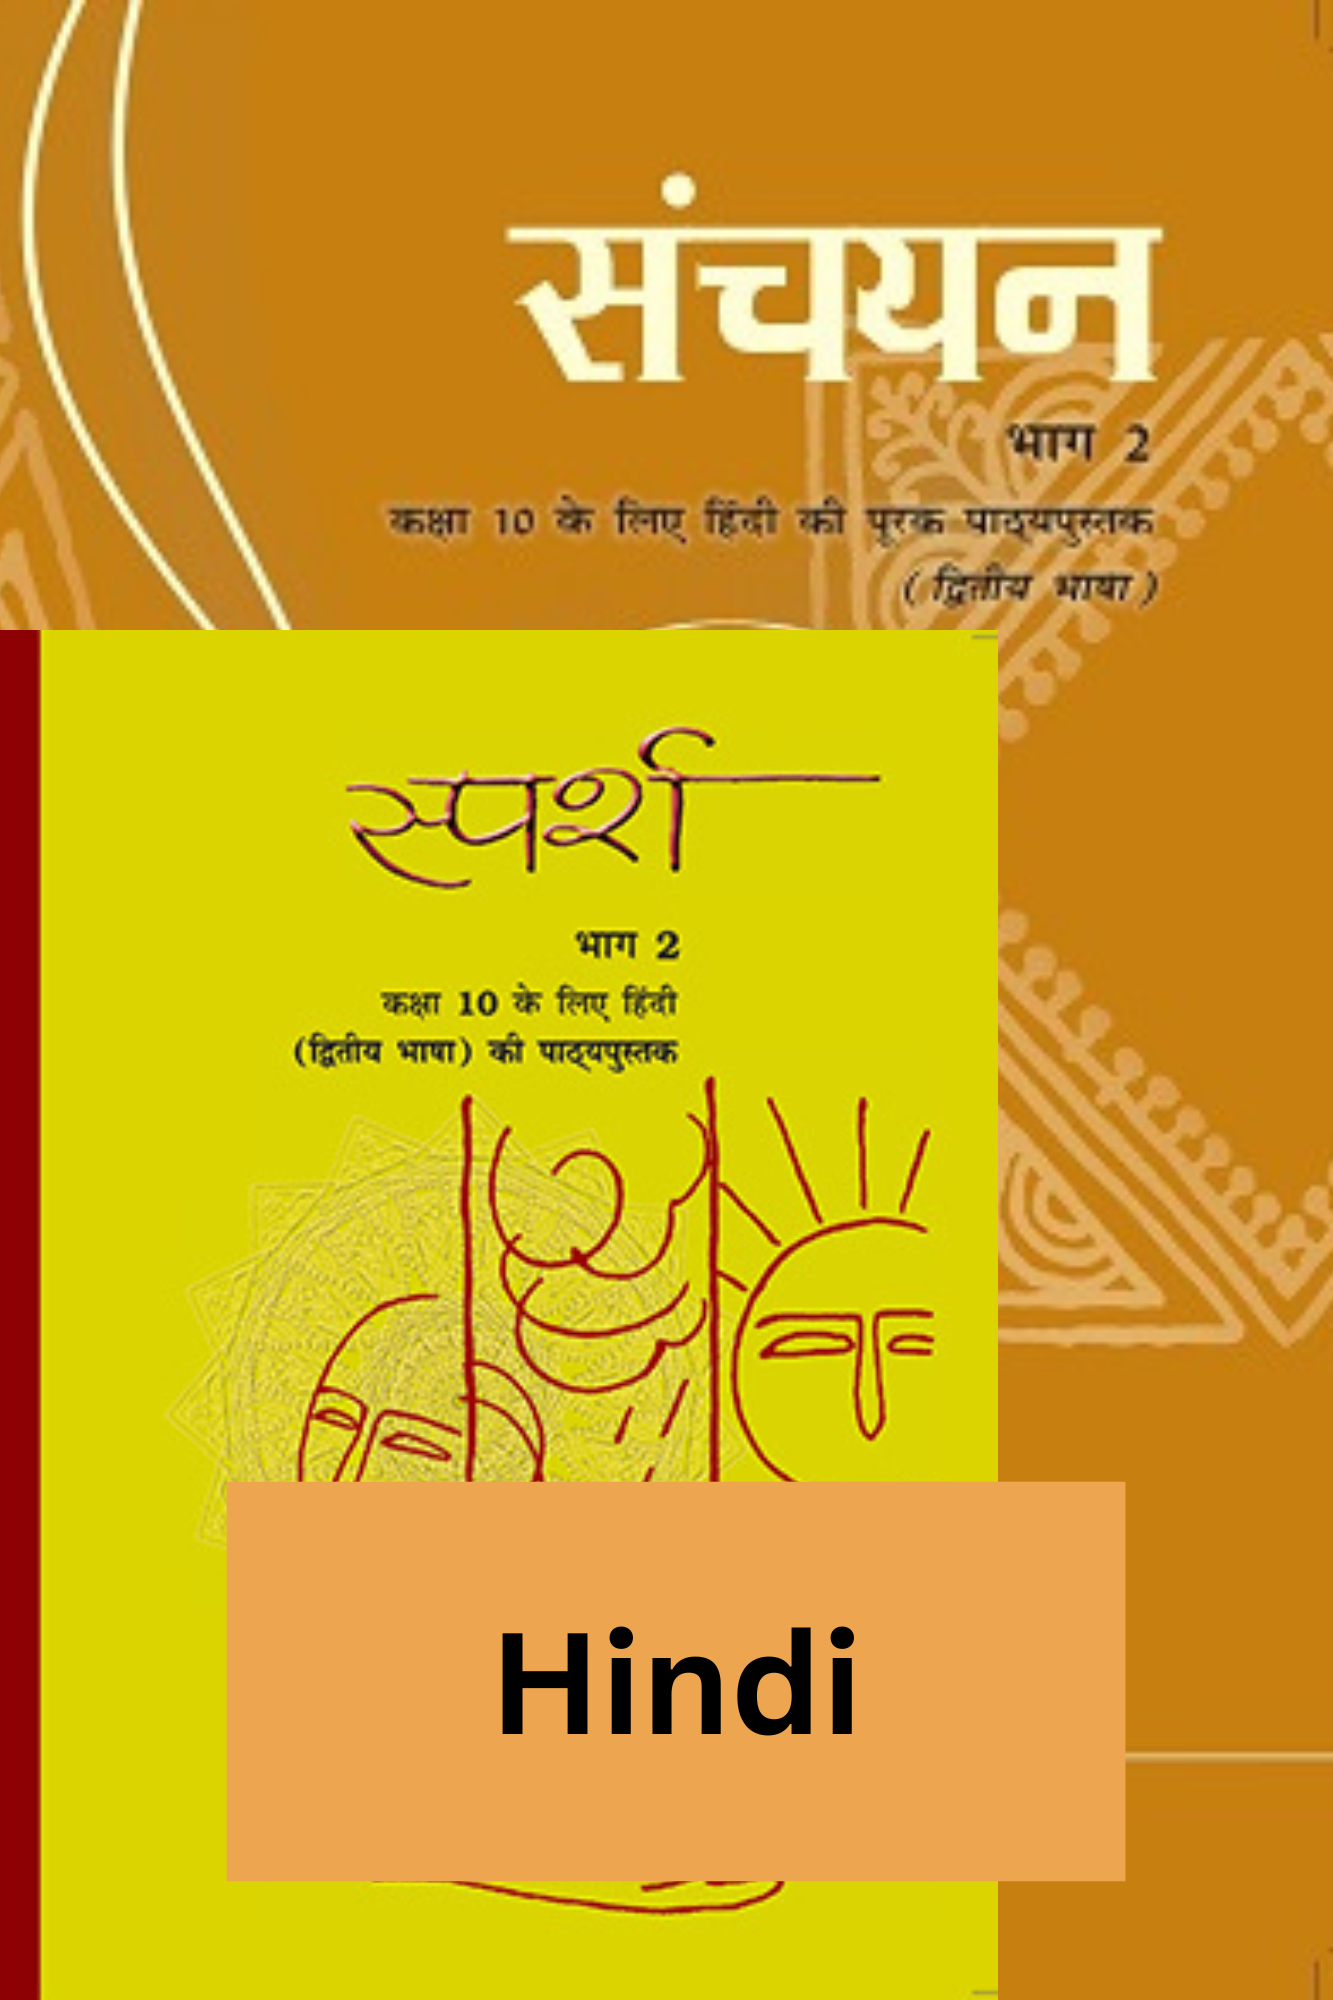 संचयन
भाग 2
कक्षा 10 के लिए हिंदी की पूरक पाठ्यपुस्तक
(द्वितीय भाषा)
स्पर्श
भाग 2
कक्षा 10 के लिए हिंदी
(द्वितीय भाषा) की पाठ्यपुस्तक
Hindi